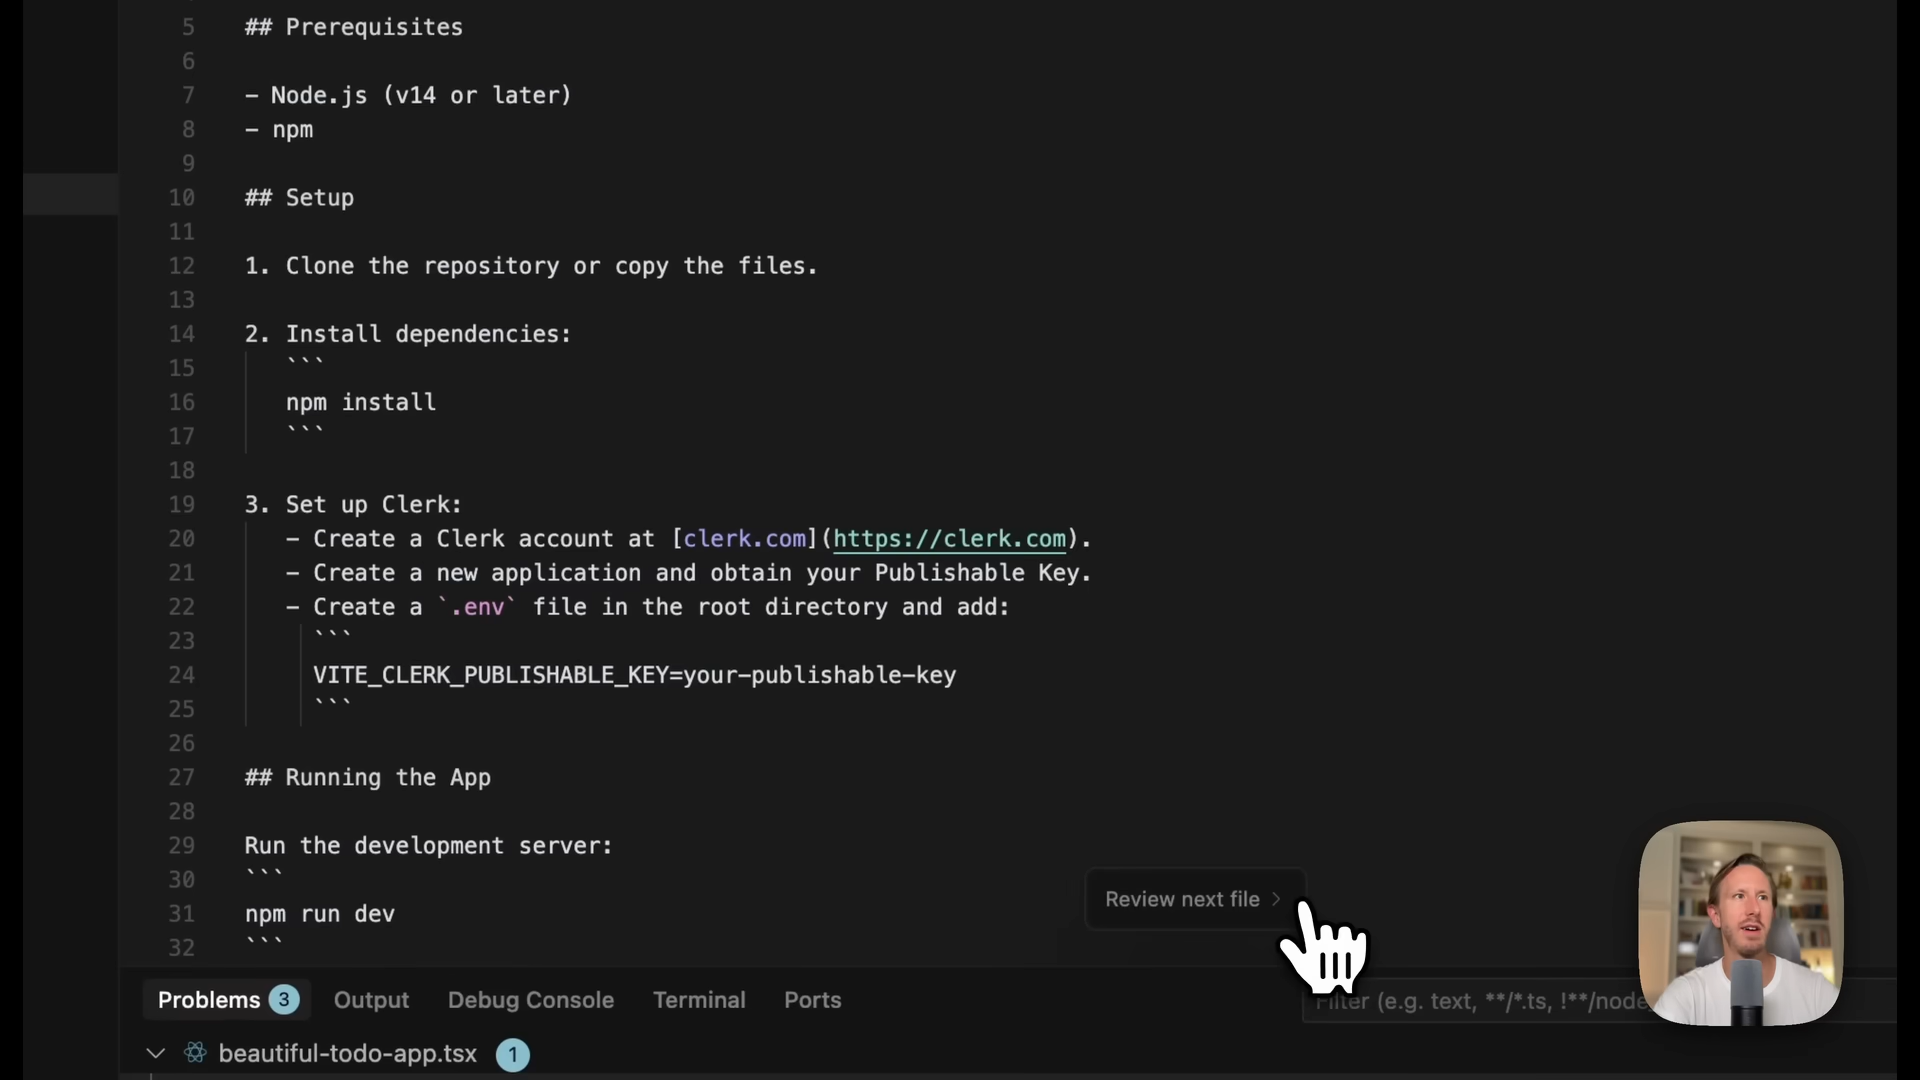 5 ## Prerequisites
6
7 - Node.js (v14 or later)
8 - npm
9
10 ## Setup
11
12 1. Clone the repository or copy the files.
13
14 2. Install dependencies:
15 ```
16 npm install
17 ```
18
19 3. Set up Clerk:
20 - Create a Clerk account at [clerk.com](https://clerk.com).
21 - Create a new application and obtain your Publishable Key.
22 - Create a `.env` file in the root directory and add:
23 ```
24 VITE_CLERK_PUBLISHABLE_KEY=your-publishable-key
25 ```
26
27 ## Running the App
28
29 Run the development server:
30 ```
31 npm run dev
32 ```
Review next file >
Problems 3 Output Debug Console Terminal Ports
Filter (e.g. text, **/*.ts, !**/node
beautiful-todo-app.tsx 1